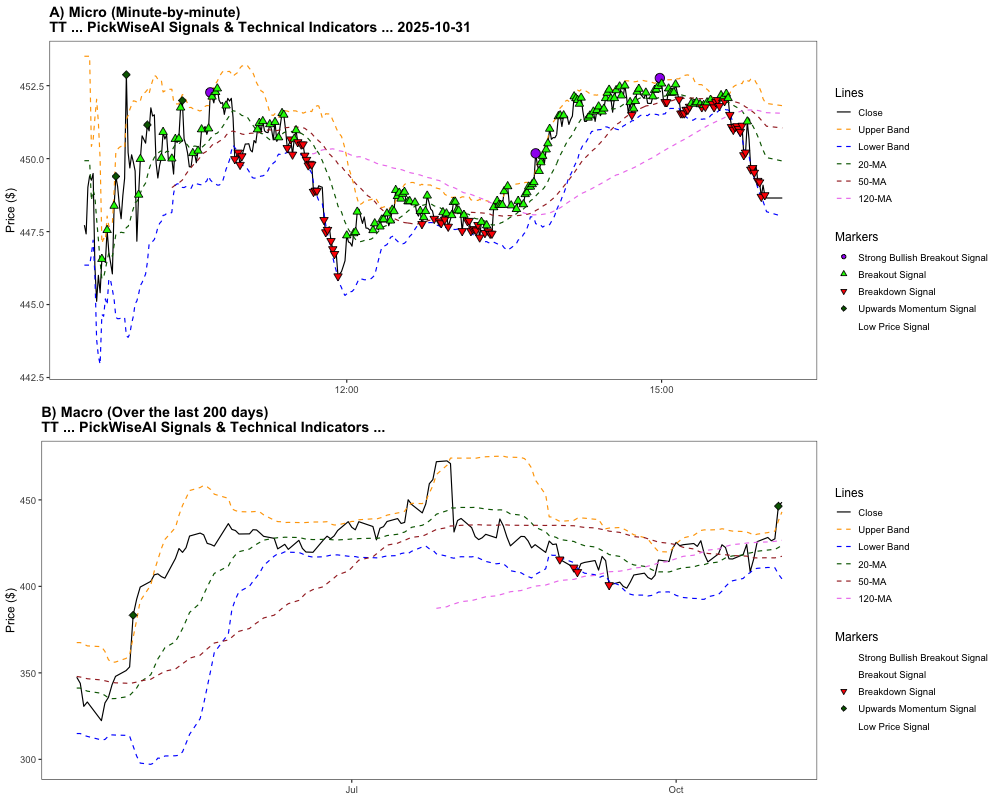 A) Micro (Minute-by-minute)
TT ... PickWiseAI Signals & Technical Indicators ... 2025-10-31
Price ($)
452.5
450.0
447.5
445.0
442.5
12:00
15:00
Lines
Close
Upper Band
Lower Band
20-MA
50-MA
120-MA
Markers
Strong Bullish Breakout Signal
Breakout Signal
Breakdown Signal
Upwards Momentum Signal
Low Price Signal
B) Macro (Over the last 200 days)
TT ... PickWiseAI Signals & Technical Indicators ...
Price ($)
450
400
350
300
Jul
Oct
Lines
Close
Upper Band
Lower Band
20-MA
50-MA
120-MA
Markers
Strong Bullish Breakout Signal
Breakout Signal
Breakdown Signal
Upwards Momentum Signal
Low Price Signal